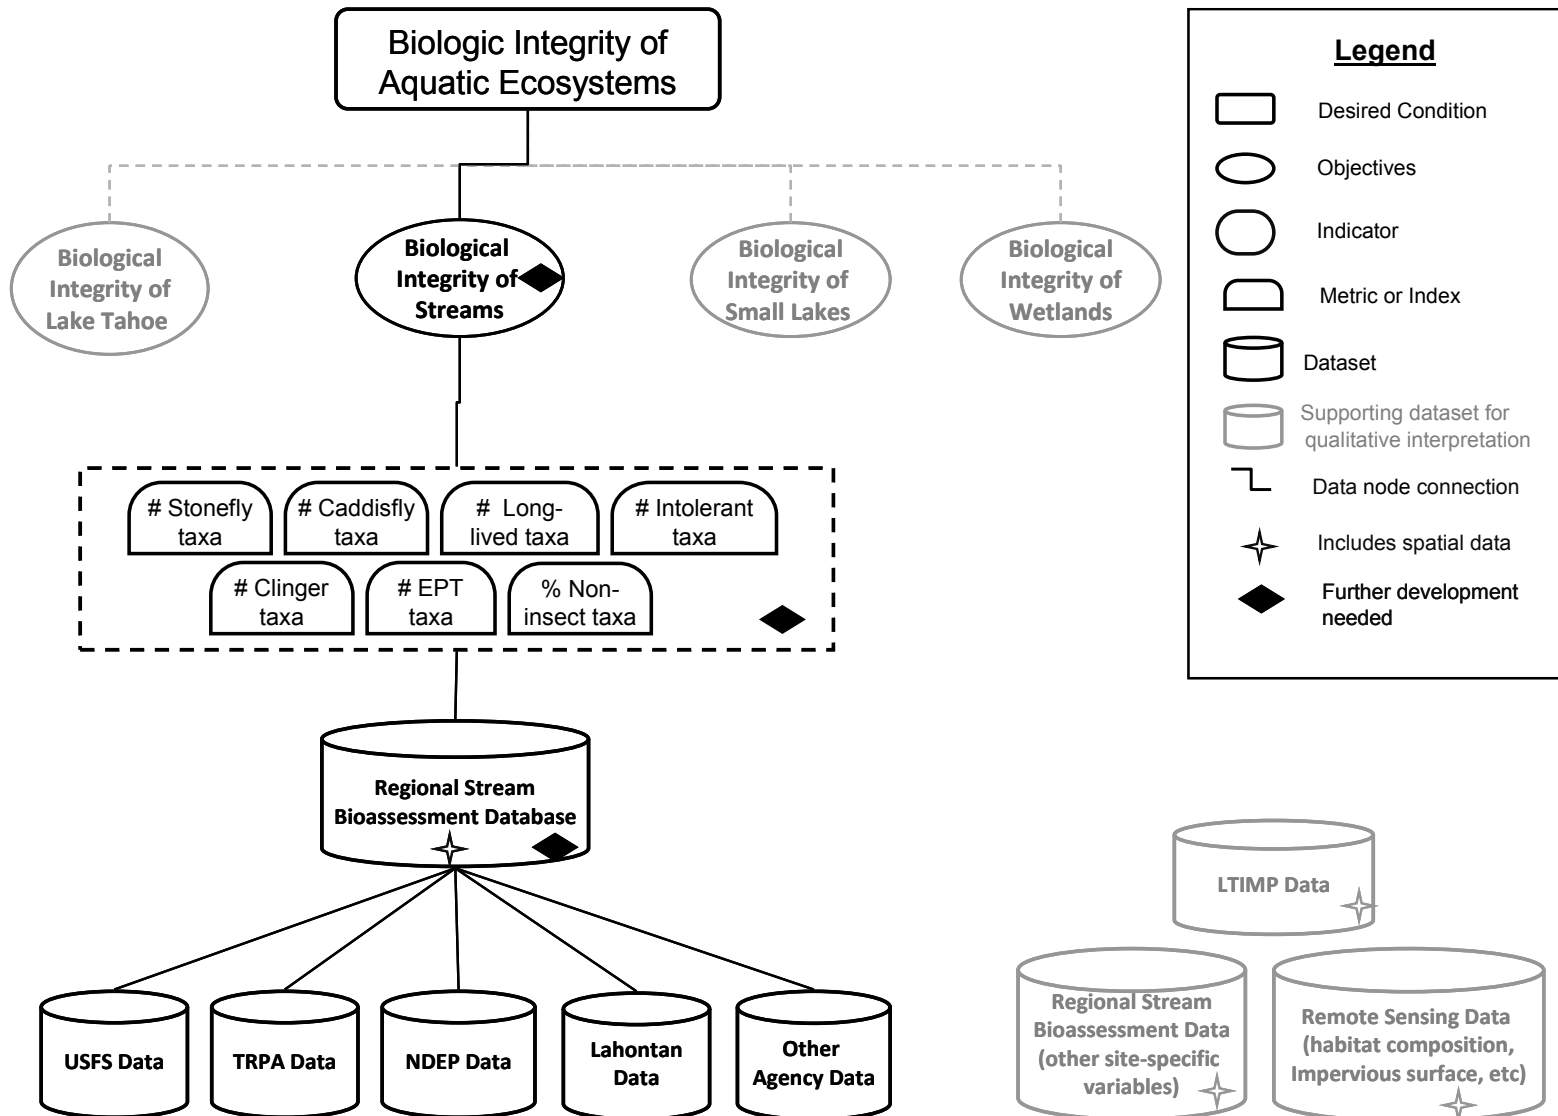 Biologic Integrity of
Aquatic Ecosystems
Biological
Integrity of
Lake Tahoe
Biological
Integrity of
Streams
Biological
Integrity of
Small Lakes
Biological
Integrity of
Wetlands
# Stonefly
taxa
# Caddisfly
taxa
# Long-
lived taxa
# Intolerant
taxa
# Clinger
taxa
# EPT
taxa
% Non-
insect taxa
Regional Stream
Bioassessment Database
USFS Data
TRPA Data
NDEP Data
Lahontan
Data
Other
Agency Data
Legend
Desired Condition
Objectives
Indicator
Metric or Index
Dataset
Supporting dataset for
qualitative interpretation
Data node connection
Includes spatial data
Further development
needed
LTIMP Data
Regional Stream
Bioassessment Data
(other site-specific
variables)
Remote Sensing Data
(habitat composition,
Impervious surface, etc)